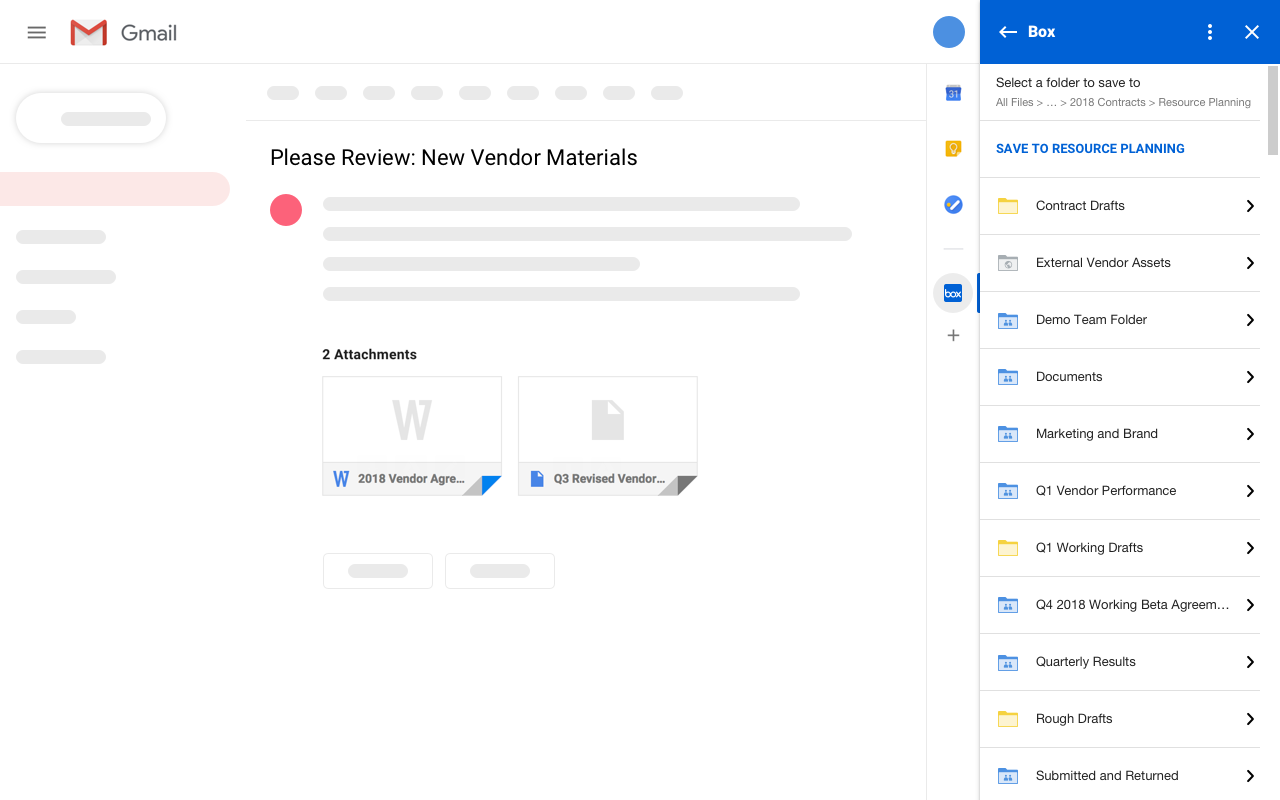 Gmail
Box
Select a folder to save to
All Files > ... > 2018 Contracts > Resource Planning
SAVE TO RESOURCE PLANNING
31
Please Review: New Vendor Materials
Contract Drafts
External Vendor Assets
box
Demo Team Folder
2 Attachments
Documents
W
Marketing and Brand
W 2018 Vendor Agre...
Q3 Revised Vendor...
Q1 Vendor Performance
Q1 Working Drafts
Q4 2018 Working Beta Agreem...
Quarterly Results
Rough Drafts
Submitted and Returned